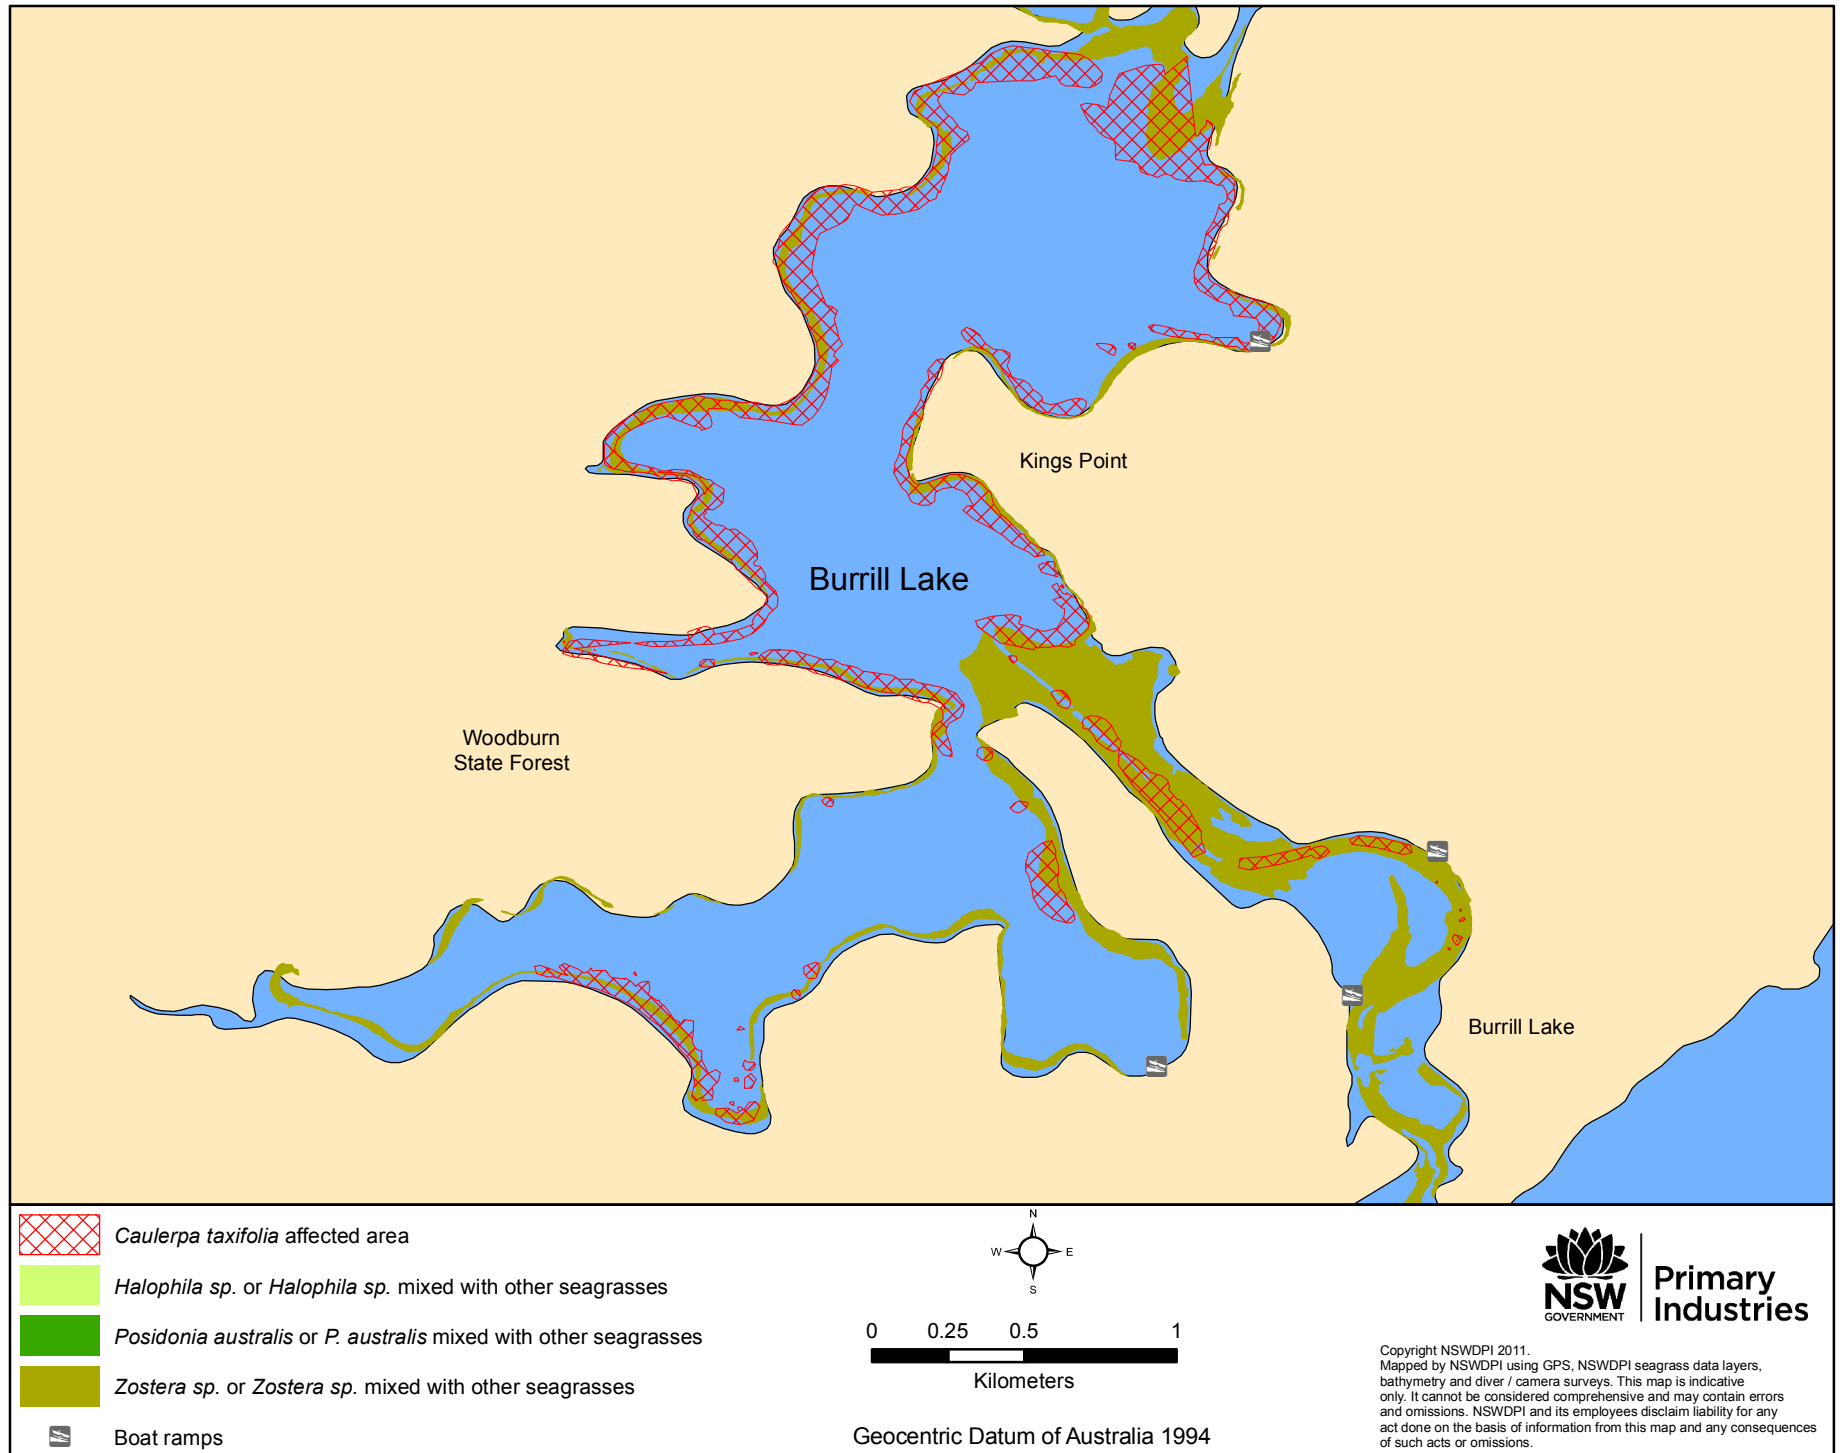 Kings Point
Burrill Lake
Woodburn
State Forest
Burrill Lake
Caulerpa taxifolia affected area
Halophila sp. or Halophila sp. mixed with other seagrasses
Posidonia australis or P. australis mixed with other seagrasses
Zostera sp. or Zostera sp. mixed with other seagrasses
Boat ramps
N
W E
S
0 0.25 0.5 1
Kilometers
Geocentric Datum of Australia 1994
NSW
GOVERNMENT
Primary
Industries
Copyright NSWDPI 2011.
Mapped by NSWDPI using GPS, NSWDPI seagrass data layers,
bathymetry and diver / camera surveys. This map is indicative
only. It cannot be considered comprehensive and may contain errors
and omissions. NSWDPI and its employees disclaim liability for any
act done on the basis of information from this map and any consequences
of such acts or omissions.